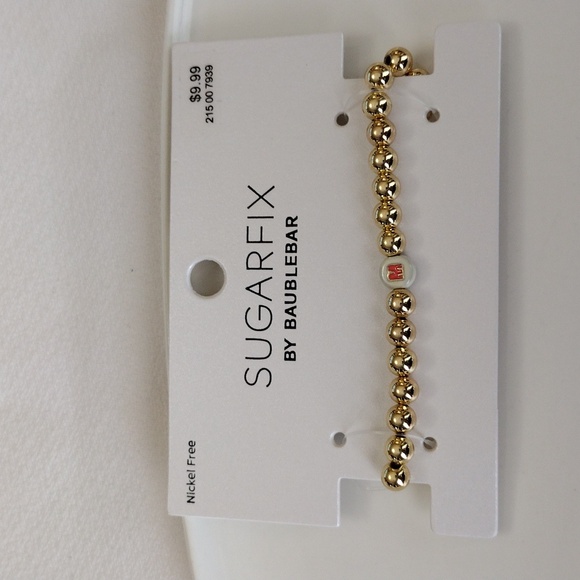 Nickel Free
$9.99
215 00 7939
SUGARFIX
BY BAUBLEBAR